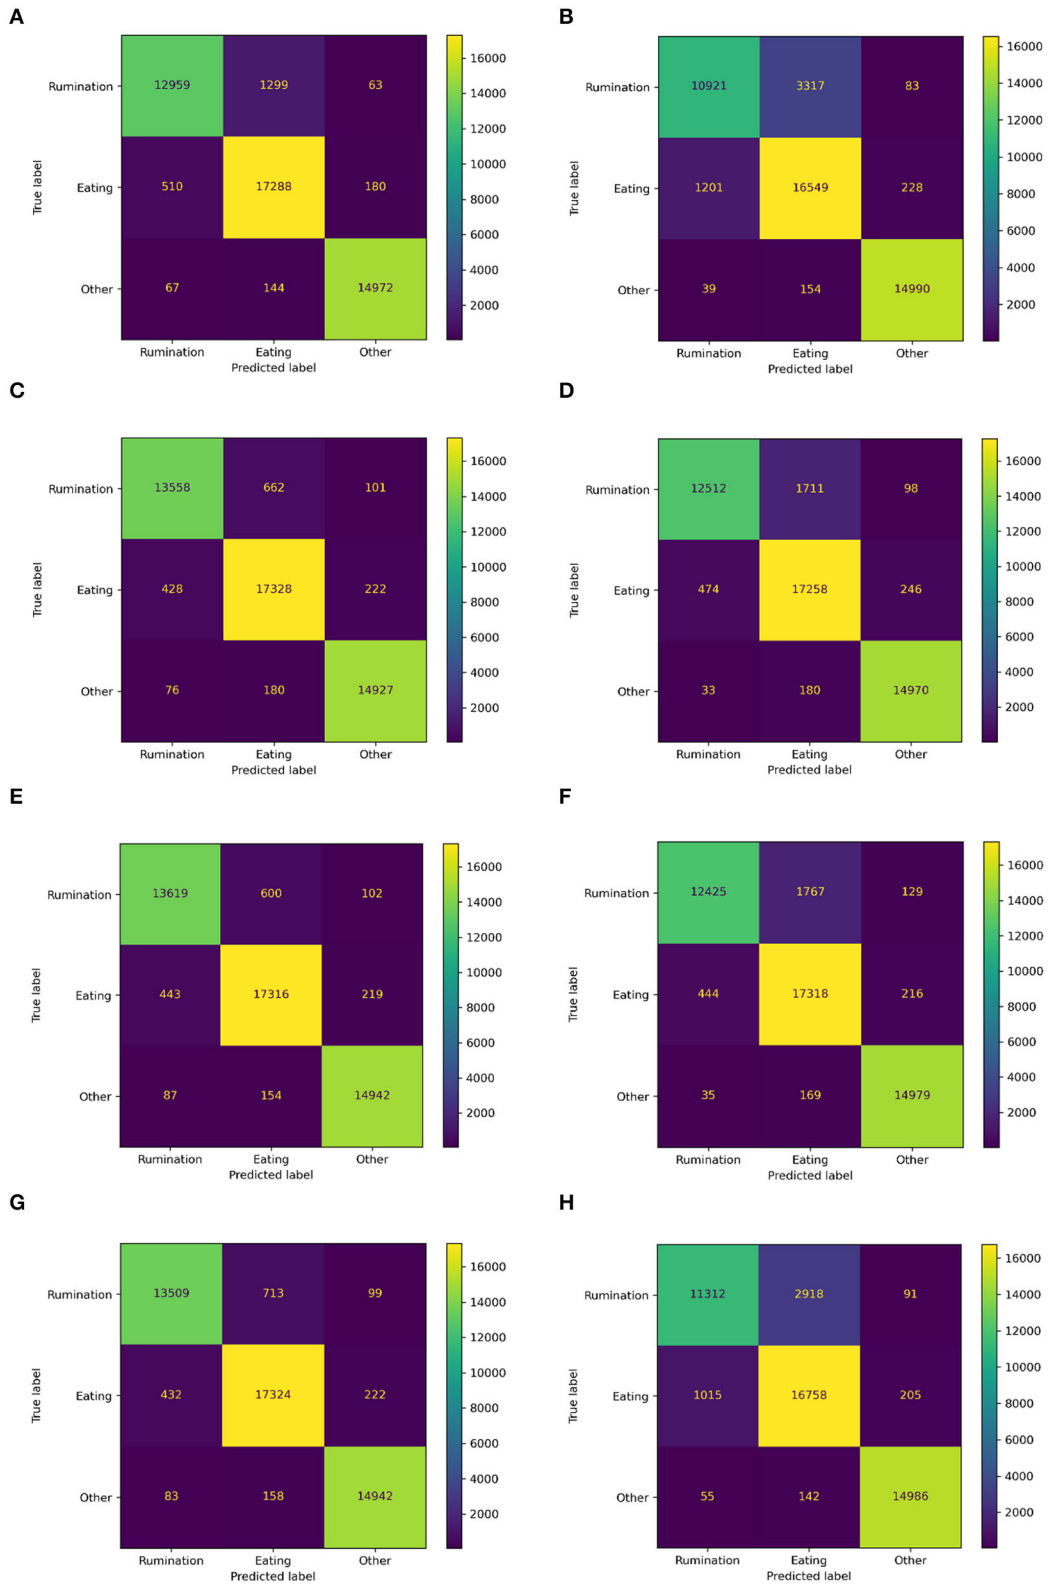 A
Rumination 12959 1299 63
Eating 510 17288 180
Other 67 144 14972
Rumination Eating Other
Predicted label
True label
16000
14000
12000
10000
8000
6000
4000
2000
B
Rumination 10921 3317 83
Eating 1201 16549 228
Other 39 154 14990
Rumination Eating Other
Predicted label
True label
16000
14000
12000
10000
8000
6000
4000
2000
C
Rumination 13558 662 101
Eating 428 17328 222
Other 76 180 14927
Rumination Eating Other
Predicted label
True label
16000
14000
12000
10000
8000
6000
4000
2000
D
Rumination 12512 1711 98
Eating 474 17258 246
Other 33 180 14970
Rumination Eating Other
Predicted label
True label
16000
14000
12000
10000
8000
6000
4000
2000
E
Rumination 13619 600 102
Eating 443 17316 219
Other 87 154 14942
Rumination Eating Other
Predicted label
True label
16000
14000
12000
10000
8000
6000
4000
2000
F
Rumination 12425 1767 129
Eating 444 17318 216
Other 35 169 14979
Rumination Eating Other
Predicted label
True label
16000
14000
12000
10000
8000
6000
4000
2000
G
Rumination 13509 713 99
Eating 432 17324 222
Other 83 158 14942
Rumination Eating Other
Predicted label
True label
16000
14000
12000
10000
8000
6000
4000
2000
H
Rumination 11312 2918 91
Eating 1015 16758 205
Other 55 142 14986
Rumination Eating Other
Predicted label
True label
16000
14000
12000
10000
8000
6000
4000
2000